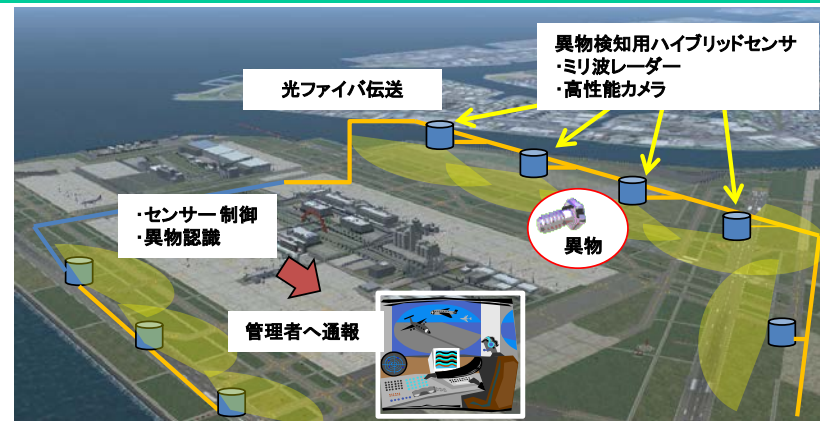 異物検知用ハイブリッドセンサ
・ミリ波レーダー
・高性能カメラ
光ファイバ伝送
・センサー制御
・異物認識
異物
管理者へ通報